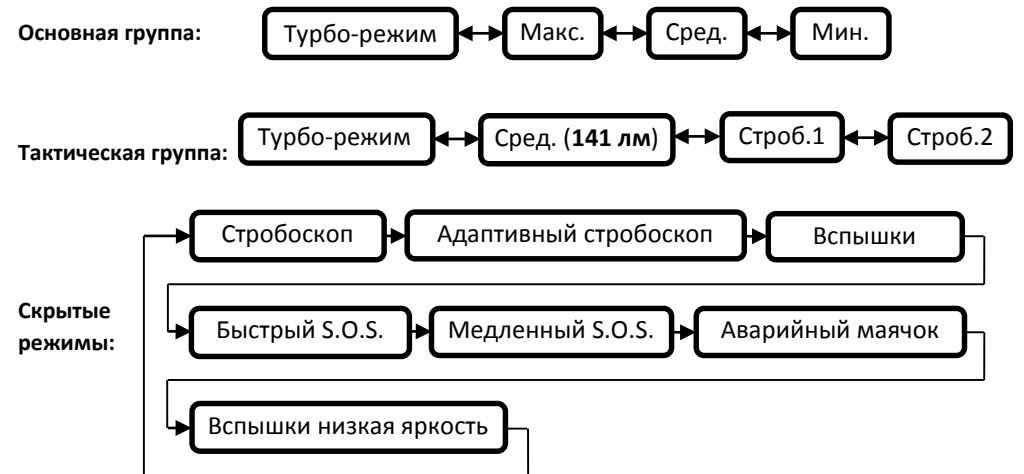 Основная группа: Турбо-режим Макс. Сред. Мин.
Тактическая группа: Турбо-режим Сред. (141 лм) Строб.1 Строб.2
Стробоскоп Адаптивный стробоскоп Вспышки
Скрытые
режимы:
Быстрый S.O.S. Медленный S.O.S. Аварийный маячок
Вспышки низкая яркость